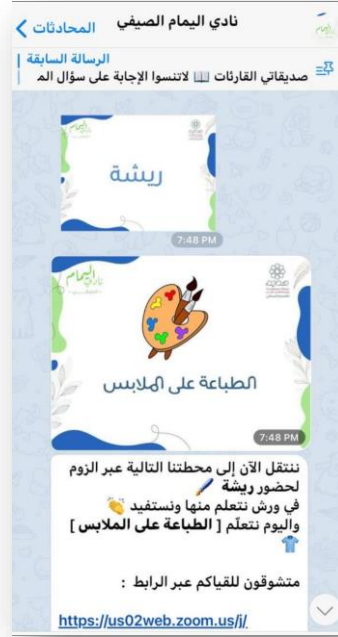 نادي اليمام الصيفي
المحادثات
الرسالة السابقة
صديقاتي القارئات 📖 لاتنسوا الإجابة على سؤال الم
ريشة
7:48 PM
نادي اليمام
الطباعة على الملابس
7:48 PM
ننتقل الآن إلى محطتنا التالية عبر الزوم
لحضور ريشة 🖌️
في ورش نتعلم منها ونستفيد 👏
واليوم نتعلّم [ الطباعة على الملابس ]
👕
متشوقون للقياكم عبر الرابط :
https://us02web.zoom.us/j/